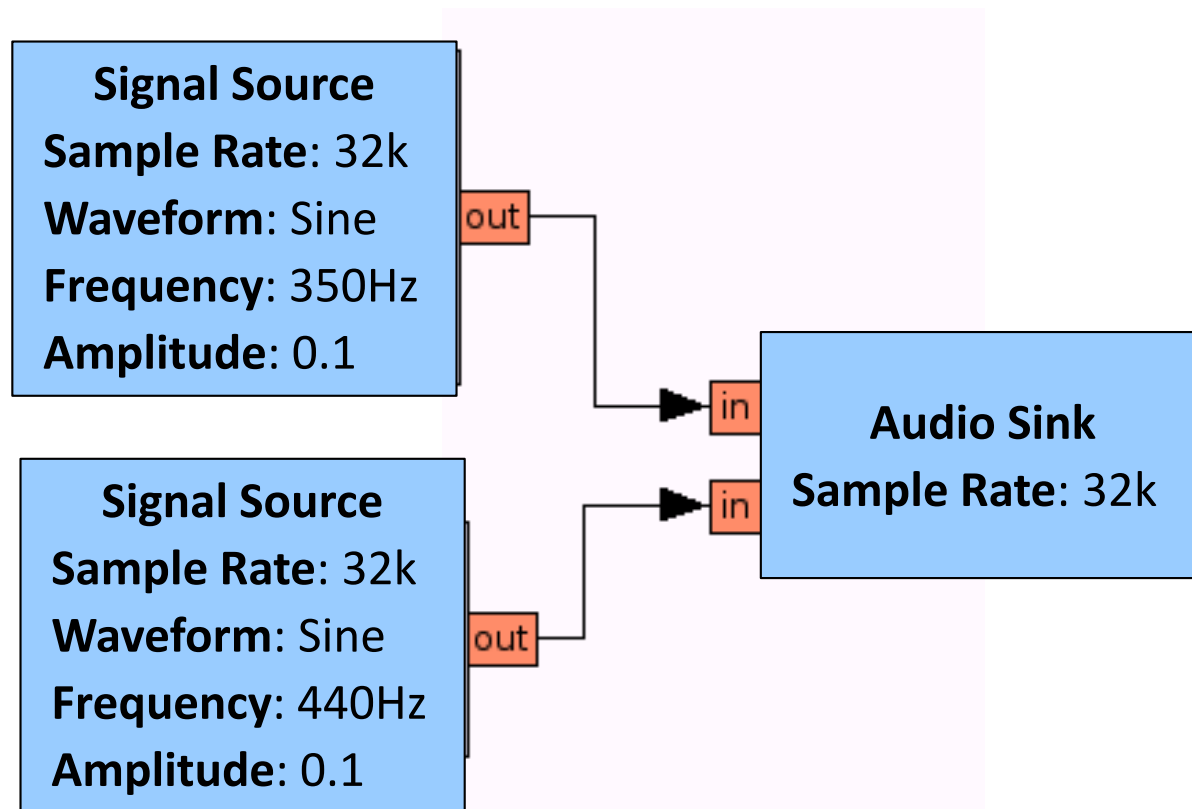 Signal Source
Sample Rate: 32k
Waveform: Sine
Frequency: 350Hz
Amplitude: 0.1
out
in
Audio Sink
Sample Rate: 32k
in
Signal Source
Sample Rate: 32k
Waveform: Sine
Frequency: 440Hz
Amplitude: 0.1
out